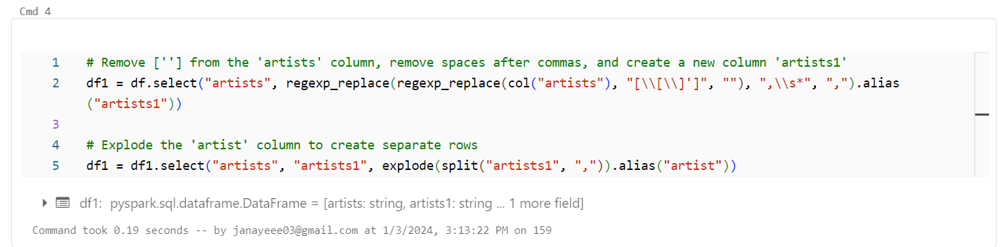 Cmd 4
1 # Remove [''] from the 'artists' column, remove spaces after commas, and create a new column 'artists1'
2 df1 = df.select("artists", regexp_replace(regexp_replace(col("artists"), "[\\[\\]']", ""), ",\\s*", ",").alias
("artists1"))
3
4 # Explode the 'artist' column to create separate rows
5 df1 = df1.select("artists", "artists1", explode(split("artists1", ",")).alias("artist"))
df1: pyspark.sql.dataframe.DataFrame = [artists: string, artists1: string ... 1 more field]
Command took 0.19 seconds -- by janayeee03@gmail.com at 1/3/2024, 3:13:22 PM on 159